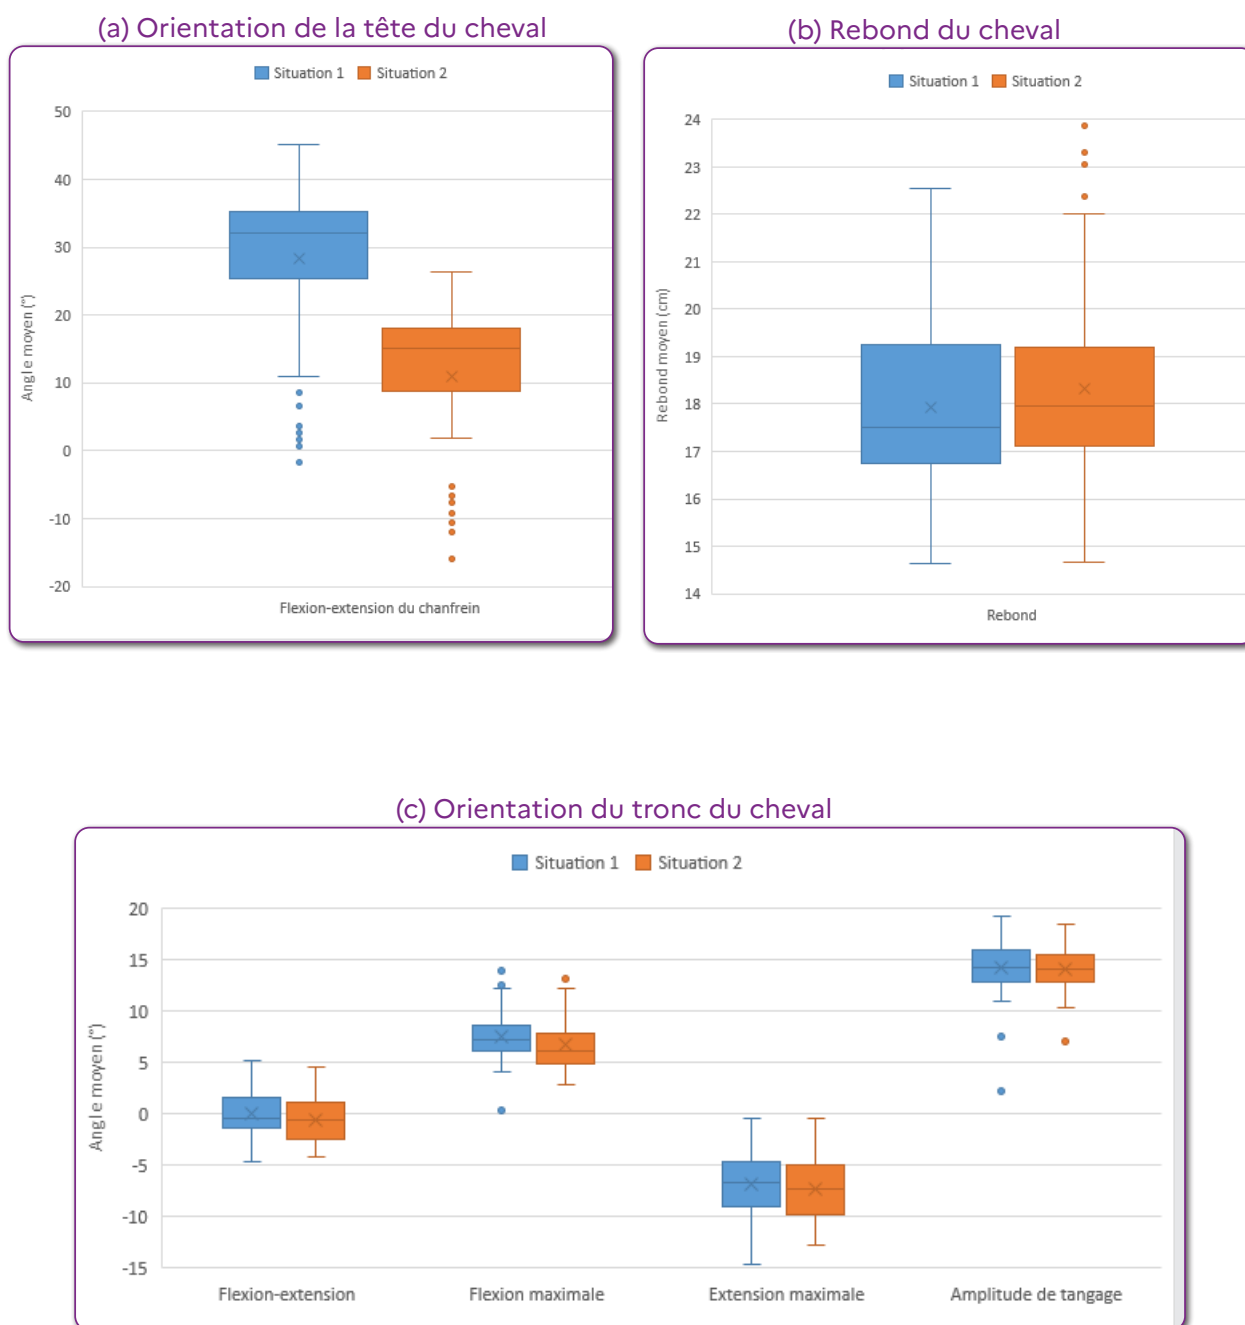 (a) Orientation de la tête du cheval
Situation 1 Situation 2
50
40
30
20
10
0
-10
-20
Angle moyen (°)
Flexion-extension du chanfrein
(b) Rebond du cheval
Situation 1 Situation 2
24
23
22
21
20
19
18
17
16
15
14
Rebond moyen (cm)
Rebond
(c) Orientation du tronc du cheval
Situation 1 Situation 2
20
15
10
5
0
-5
-10
-15
Angle moyen (°)
Flexion-extension Flexion maximale Extension maximale Amplitude de tangage